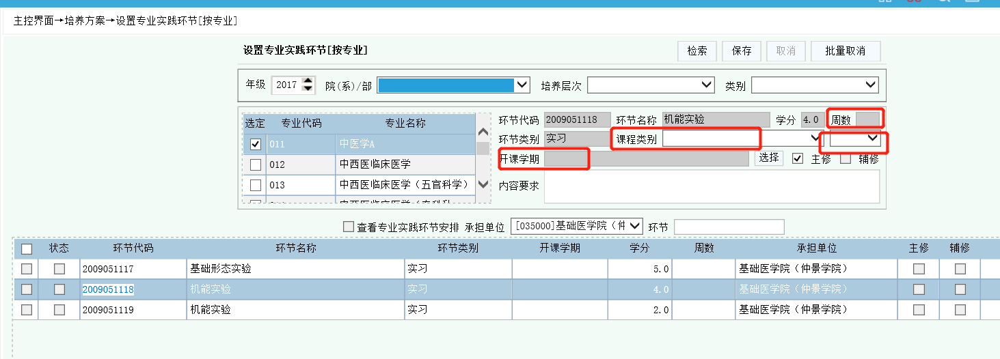 主控界面→培养方案→设置专业实践环节[按专业]
设置专业实践环节[按专业] 检索 保存 取消 批量取消
年级 2017 院(系)/部 培养层次 类别
选定 专业代码 专业名称
011 中医学A
012 中西医临床医学
013 中西医临床医学（五官科学）
环节代码 2009051118 环节名称 机能实验 学分 4.0 周数
环节类别 实习 课程类别
开课学期 选择 主修 辅修
内容要求
查看专业实践环节安排 承担单位 [035000]基础医学院（仲 环节
状态 环节代码 环节名称 环节类别 开课学期 学分 周数 承担单位 主修 辅修
2009051117 基础形态实验 实习 5.0 基础医学院（仲景学院）
2009051118 机能实验 实习 4.0 基础医学院（仲景学院）
2009051119 机能实验 实习 2.0 基础医学院（仲景学院）